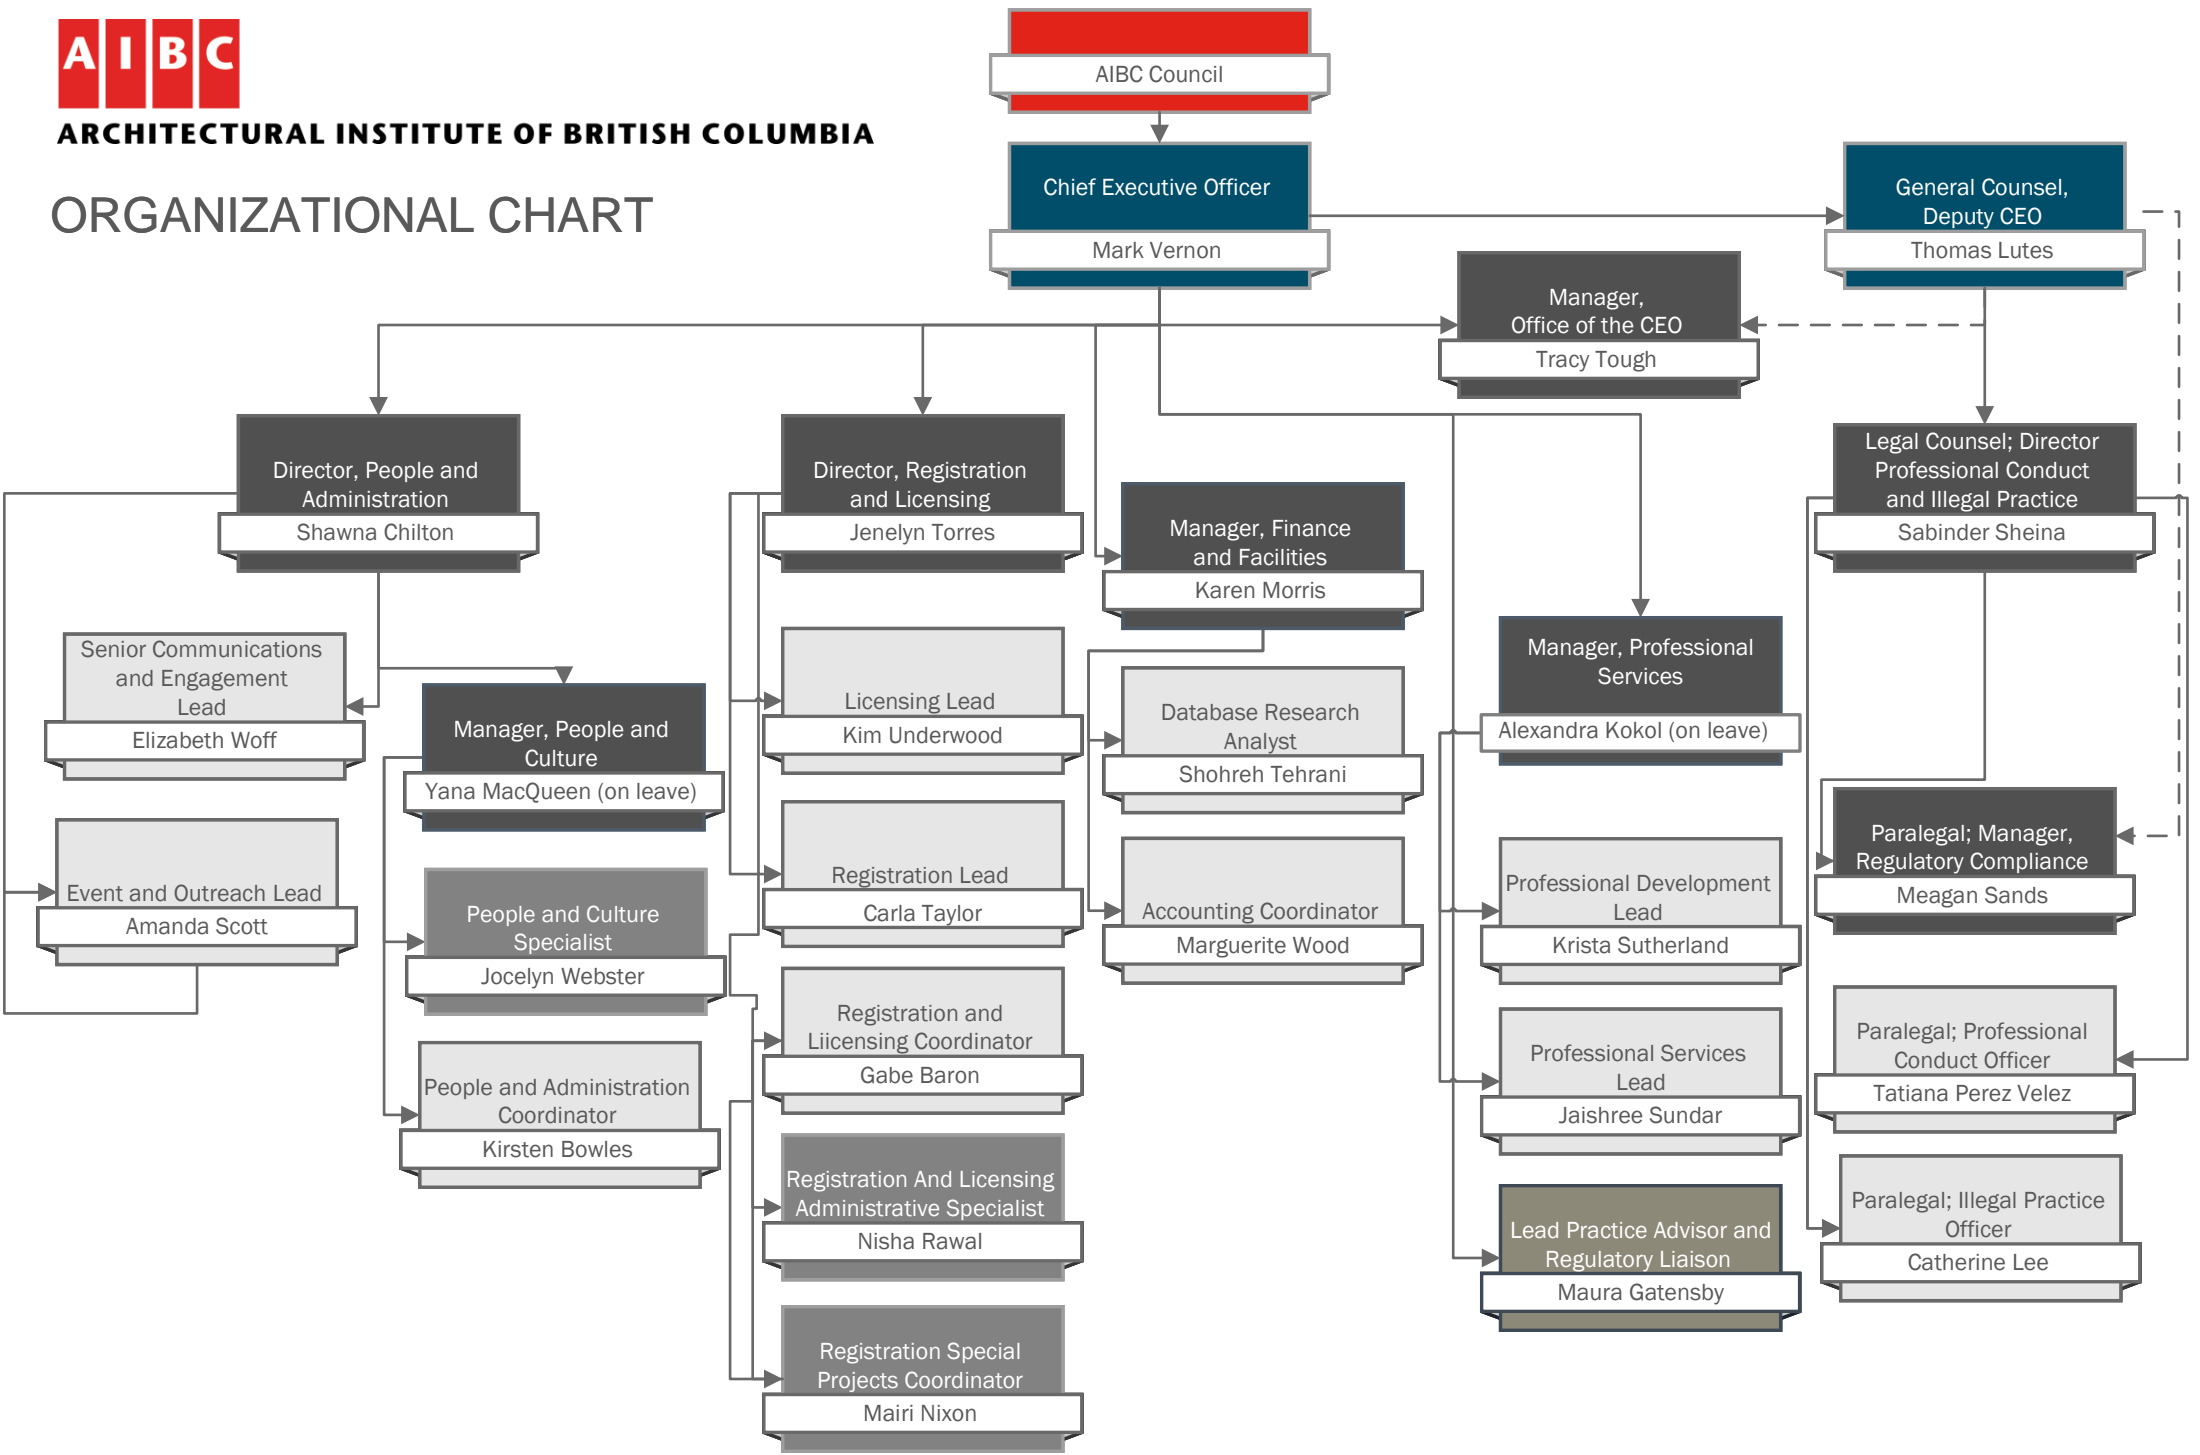 AIBC
ARCHITECTURAL INSTITUTE OF BRITISH COLUMBIA
ORGANIZATIONAL CHART
AIBC Council
Chief Executive Officer
Mark Vernon
General Counsel,
Deputy CEO
Thomas Lutes
Manager,
Office of the CEO
Tracy Tough
Director, People and
Administration
Shawna Chilton
Director, Registration
and Licensing
Jenelyn Torres
Manager, Finance
and Facilities
Karen Morris
Legal Counsel; Director
Professional Conduct
and Illegal Practice
Sabinder Sheina
Senior Communications
and Engagement
Lead
Elizabeth Woff
Manager, People and
Culture
Yana MacQueen (on leave)
Licensing Lead
Kim Underwood
Database Research
Analyst
Shohreh Tehrani
Manager, Professional
Services
Alexandra Kokol (on leave)
Event and Outreach Lead
Amanda Scott
People and Culture
Specialist
Jocelyn Webster
Registration Lead
Carla Taylor
Accounting Coordinator
Marguerite Wood
Professional Development
Lead
Krista Sutherland
Paralegal; Manager,
Regulatory Compliance
Meagan Sands
People and Administration
Coordinator
Kirsten Bowles
Registration and
Liicensing Coordinator
Gabe Baron
Professional Services
Lead
Jaishree Sundar
Paralegal; Professional
Conduct Officer
Tatiana Perez Velez
Registration And Licensing
Administrative Specialist
Nisha Rawal
Lead Practice Advisor and
Regulatory Liaison
Maura Gatensby
Paralegal; Illegal Practice
Officer
Catherine Lee
Registration Special
Projects Coordinator
Mairi Nixon